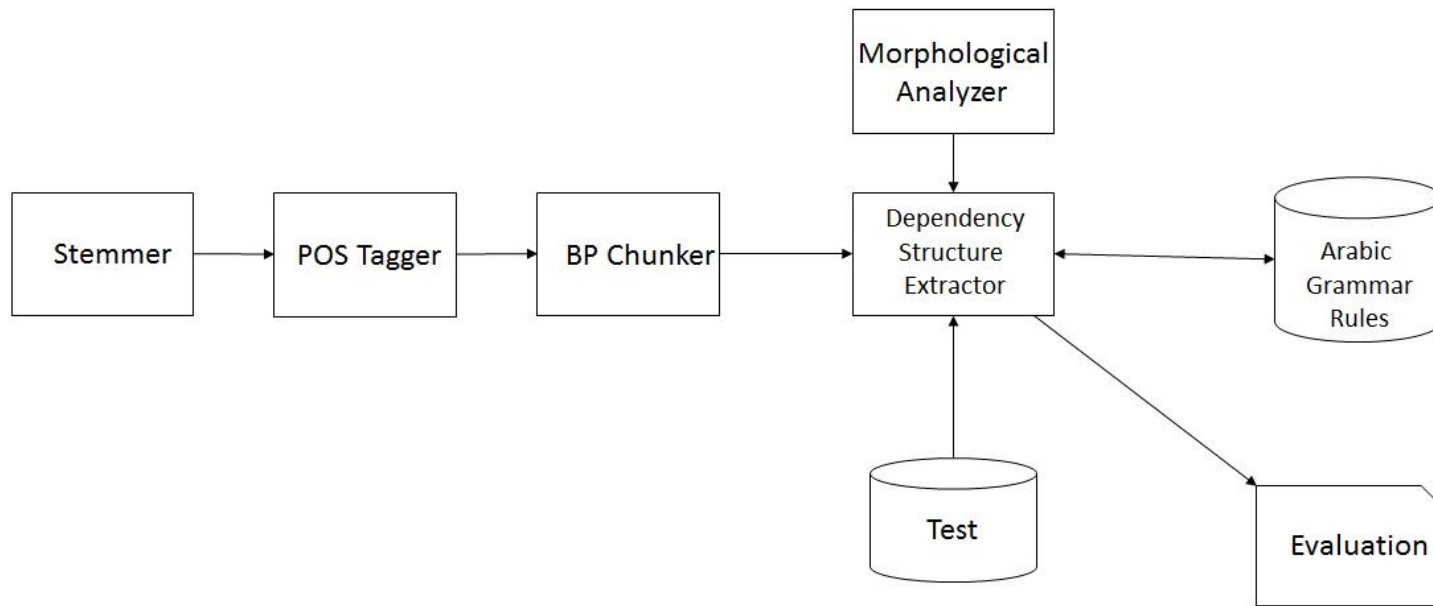 Morphological
Analyzer
Stemmer
POS Tagger
BP Chunker
Dependency
Structure
Extractor
Arabic
Grammar
Rules
Test
Evaluation